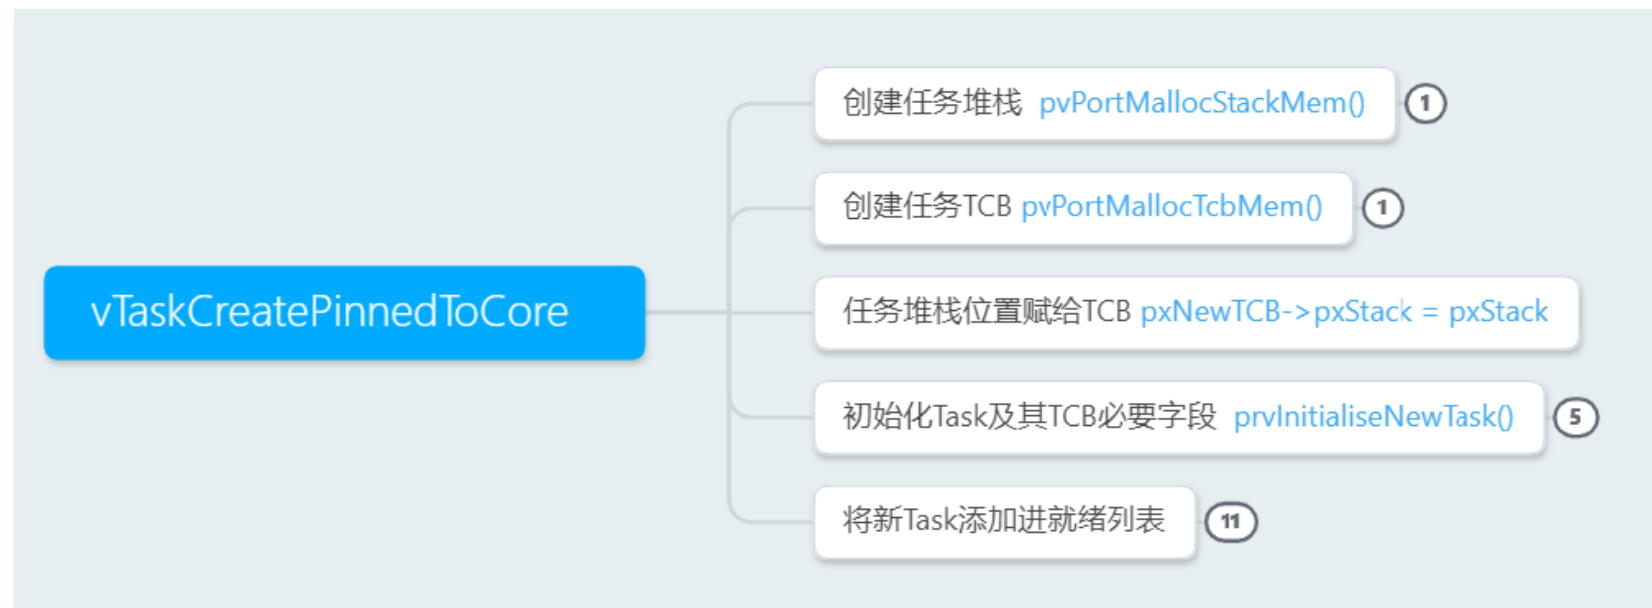 创建任务堆栈 pvPortMallocStackMem() 1
创建任务TCB pvPortMallocTcbMem() 1
vTaskCreatePinnedToCore
任务堆栈位置赋给TCB pxNewTCB->pxStack = pxStack
初始化Task及其TCB必要字段 prvInitialiseNewTask() 5
将新Task添加进就绪列表 11